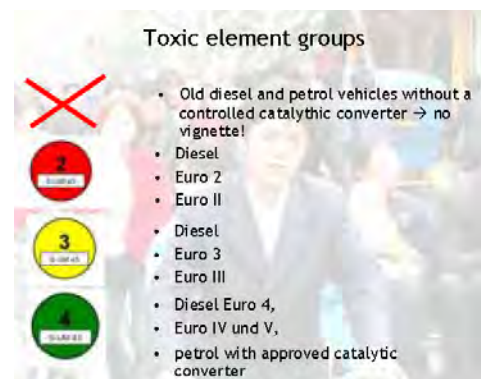 Toxic element groups
• Old diesel and petrol vehicles without a
controlled catalythic converter → no
vignette!
2
• Diesel
• Euro 2
• Euro II
3
• Diesel
• Euro 3
• Euro III
4
• Diesel Euro 4,
• Euro IV und V,
• petrol with approved catalytic
converter